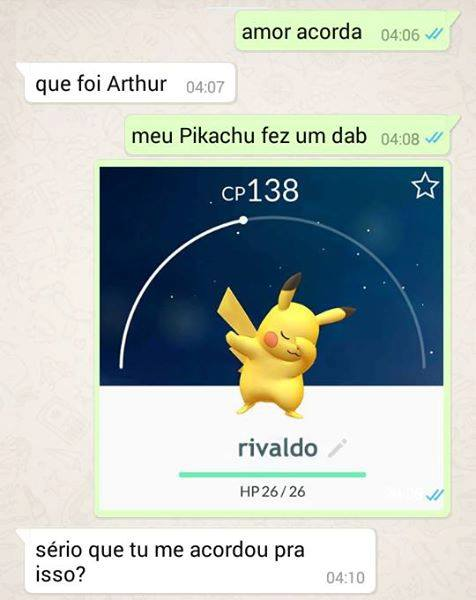 amor acorda 04:06
que foi Arthur 04:07
meu Pikachu fez um dab 04:08
CP138
rivaldo
HP 26 / 26
sério que tu me acordou pra
isso? 04:10